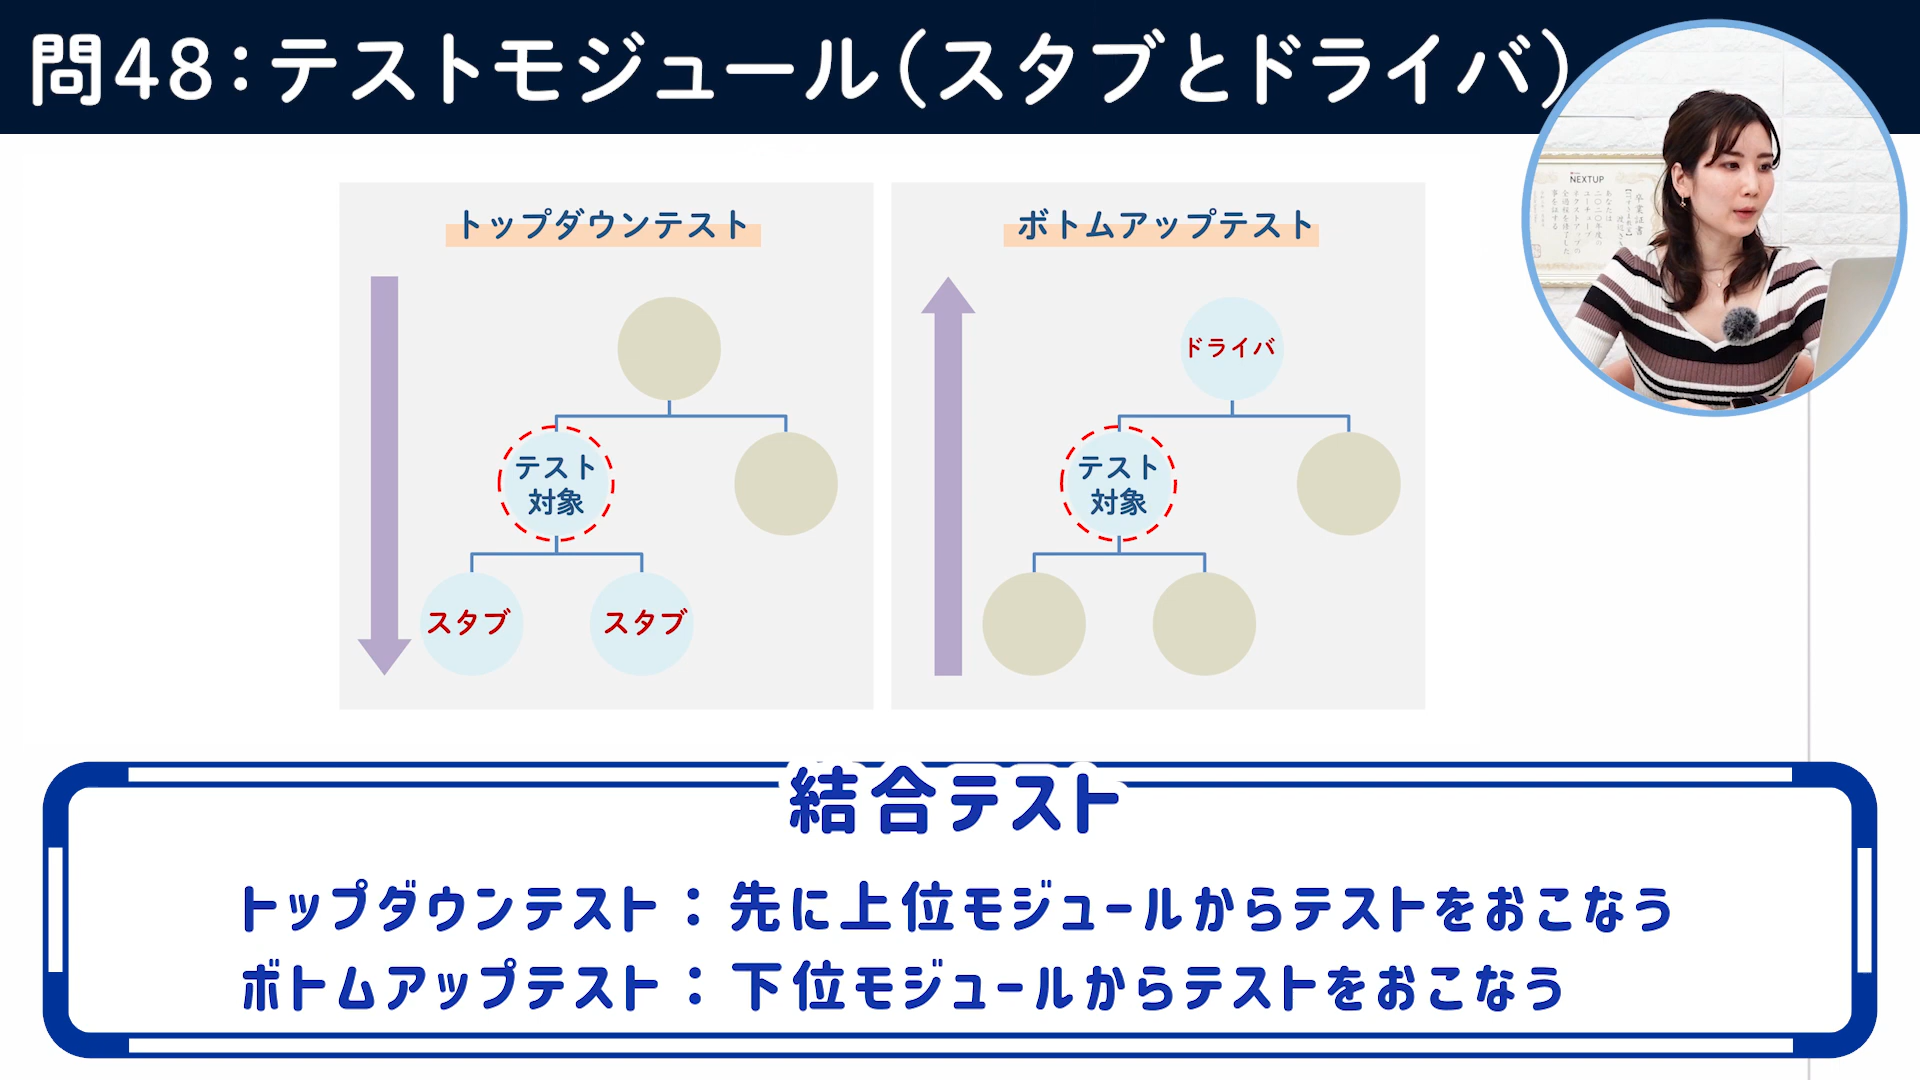 問48：テストモジュール（スタブとドライバ）
NEXTUP
卒業証書
トップダウンテスト
テスト
対象
スタブ
スタブ
ボトムアップテスト
ドライバ
テスト
対象
結合テスト
トップダウンテスト：先に上位モジュールからテストをおこなう
ボトムアップテスト：下位モジュールからテストをおこなう